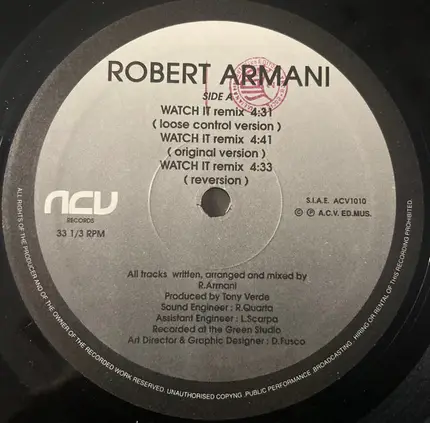 ROBERT ARMANI
SIDE A
WATCH IT remix 4:31
( loose control version )
WATCH IT remix 4:41
( original version )
WATCH IT remix 4:33
( reversion )
ACV
RECORDS
33 1/3 RPM
S.I.A.E. ACV1010
© ℗ A.C.V. ED.MUS.
All tracks written, arranged and mixed by
R.Armani
Produced by Tony Verde
Sound Engineer : R.Quarta
Assistant Engineer : L.Scarpa
Recorded at the Green Studio
Art Director & Graphic Designer : D.Fusco
ALL RIGHTS OF THE PRODUCER AND OF THE OWNER OF THE RECORDED WORK RESERVED. UNAUTHORISED COPYNG .PUBLIC PERFORMANCE .BROADCASTING . HIRING OR RENTAL OF THIS RECORDING PROHIBITED.